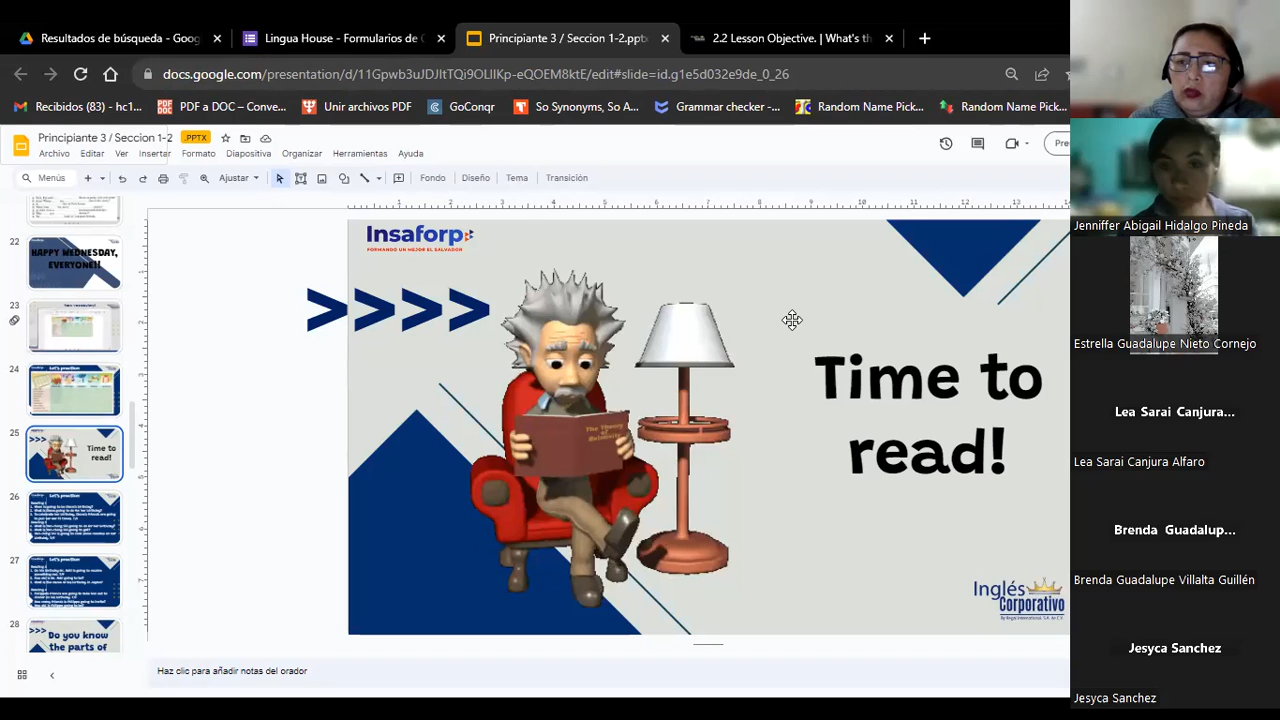 Resultados de búsqueda - Goog
Lingua House - Formularios de
Principiante 3 / Seccion 1-2.ppt
2.2 Lesson Objective. | What's th
docs.google.com/presentation/d/11Gpwb3uJDJItTQi9OLlIKpreQOEM8ktE/edit#slide=id.g1e5d032e9de_0_26
Recibidos (83) - hc1...
PDF a DOC – Conve...
Unir archivos PDF
GoConqr
So Synonyms, So A...
Grammar checker -...
Random Name Pick...
Random Name Pick...
Principiante 3 / Seccion 1-2
.PPTX
Archivo Editar Ver Insertar Formato Diapositiva Organizar Herramientas Ayuda
Menús
Ajustar
Fondo Diseño Tema Transición
22
HAPPY WEDNESDAY,
EVERYONE!!
23
24
Let's practice
25
>>>>
Time to
read!
26
Let's practice
27
Let's practice
28
>>>
Do you know
the parts of
Insaforp
FORMANDO UN MEJOR EL SALVADOR
>>>>
The Theory
of
Relativity
Time to
read!
Inglés
Corporativo
Haz clic para añadir notas del orador
Jenniffer Abigail Hidalgo Pineda
Estrella Guadalupe Nieto Cornejo
Lea Sarai Canjura...
Lea Sarai Canjura Alfaro
Brenda Guadalup...
Brenda Guadalupe Villalta Guillén
Jesyca Sanchez
Jesyca Sanchez